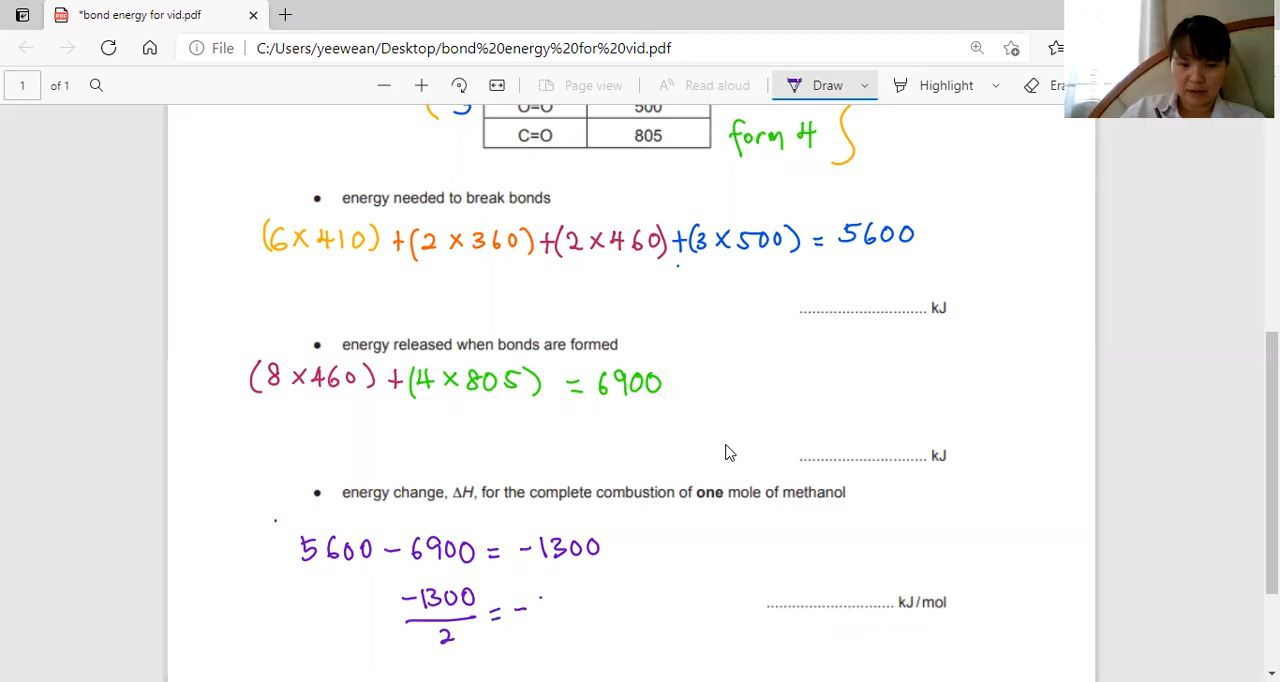 *bond energy for vid.pdf
File C:/Users/yeewean/Desktop/bond%20energy%20for%20vid.pdf
1 of 1 Page view Read aloud Draw Highlight Era
O=O 500
C=O 805
form 4
• energy needed to break bonds
(6 × 410) + (2 × 360) + (2 × 460) + (3 × 500) = 5600
................................ kJ
• energy released when bonds are formed
(8 × 460) + (4 × 805) = 6900
................................ kJ
• energy change, ΔH, for the complete combustion of one mole of methanol
5600 - 6900 = -1300
-1300
= -
2
................................ kJ/mol